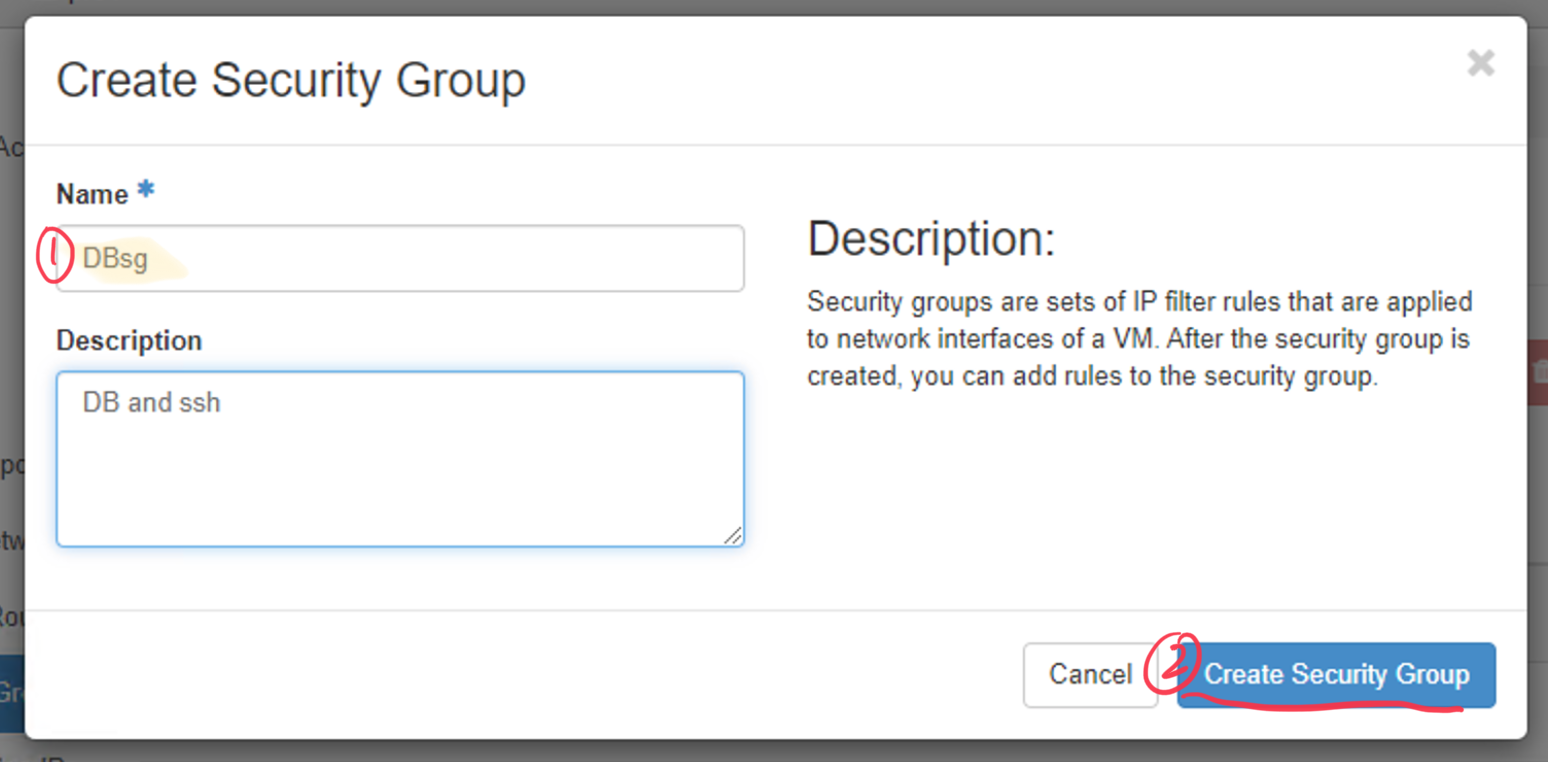 Create Security Group
Name *
1
DBsg
Description
DB and ssh
Description:
Security groups are sets of IP filter rules that are applied
to network interfaces of a VM. After the security group is
created, you can add rules to the security group.
Cancel
2
Create Security Group